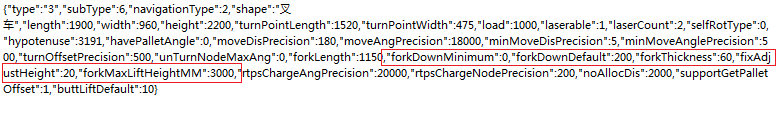 {"type":"3","subType":6,"navigationType":2,"shape":"叉
车","length":1900,"width":960,"height":2200,"turnPointLength":1520,"turnPointWidth":475,"load":1000,"laserable":1,"laserCount":2,"selfRotType":0,
"hypotenuse":3191,"havePalletAngle":0,"moveDisPrecision":180,"moveAngPrecision":18000,"minMoveDisPrecision":5,"minMoveAnglePrecision":5
00,"turnOffsetPrecision":500,"unTurnNodeMaxAng":0,"forkLength":1150,"forkDownMinimum":0,"forkDownDefault":200,"forkThickness":60,"fixAdj
ustHeight":20,"forkMaxLiftHeightMM":3000,"rtpsChargeAngPrecision":20000,"rtpsChargeNodePrecision":200,"noAllocDis":2000,"supportGetPallet
Offset":1,"buttLiftDefault":10}